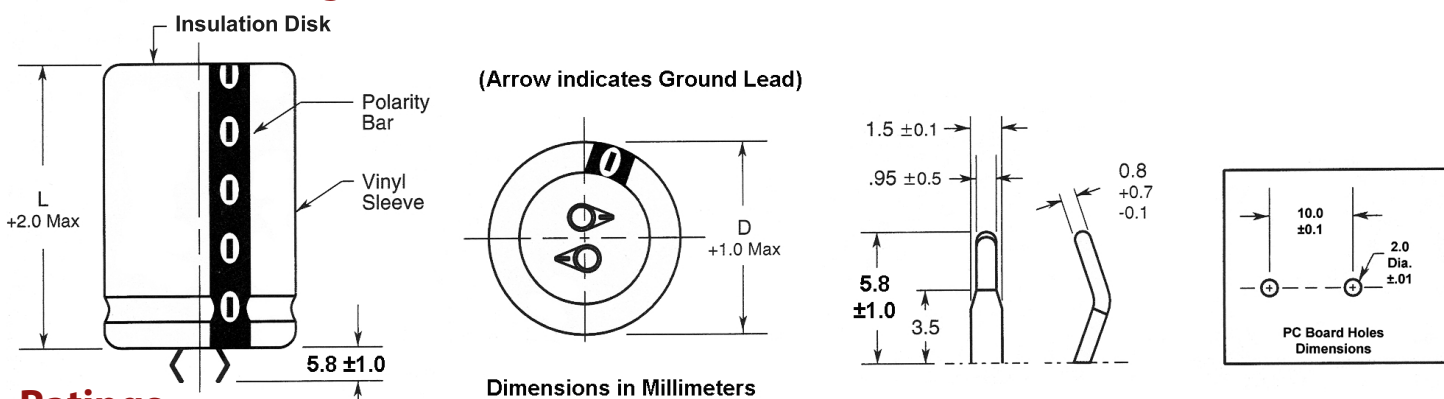 Insulation Disk
Polarity
Bar
Vinyl
Sleeve
L
+2.0 Max
5.8 ±1.0
(Arrow indicates Ground Lead)
D
+1.0 Max
Dimensions in Millimeters
1.5 ±0.1
.95 ±0.5
0.8
+0.7
-0.1
5.8
±1.0
3.5
10.0
±0.1
2.0
Dia.
±.01
PC Board Holes
Dimensions
Ratings